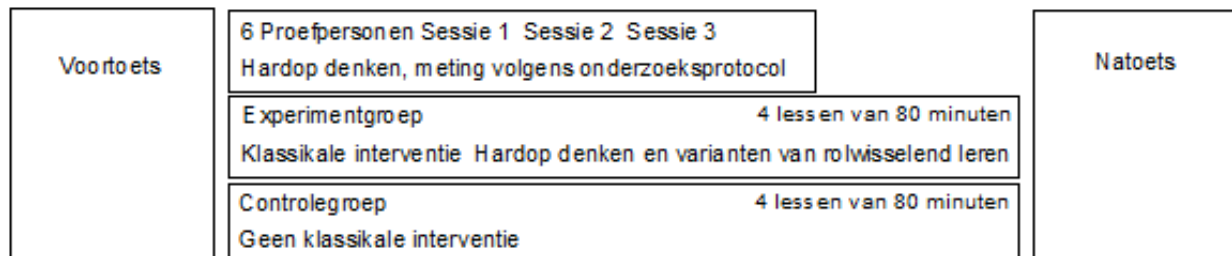 Voortoets
6 Proefpersonen Sessie 1 Sessie 2 Sessie 3
Hardop denken, meting volgens onderzoeksprotocol
Experimentgroep 4 lessen van 80 minuten
Klassikale interventie Hardop denken en varianten van rolwisselend leren
Controlegroep 4 lessen van 80 minuten
Geen klassikale interventie
Natoets